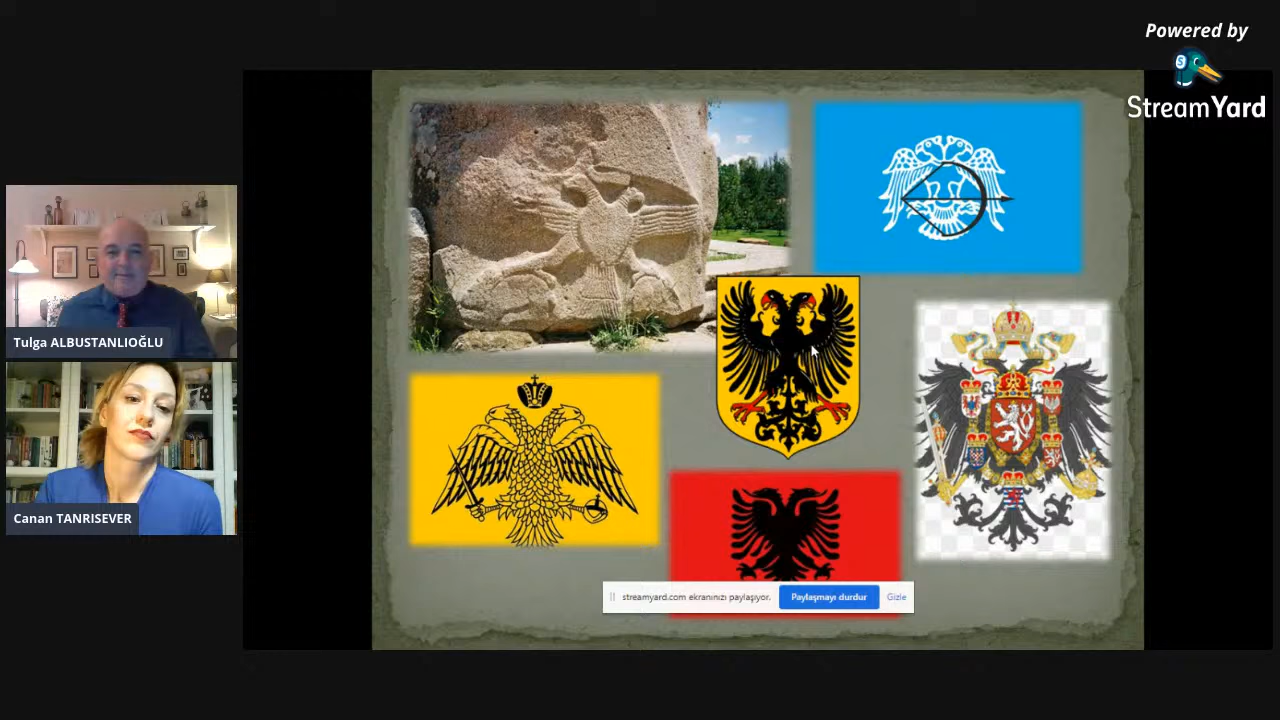 Powered by
StreamYard
Tulga ALBUSTANLIOĞLU
Canan TANRISEVER
streamyard.com ekranınızı paylaşıyor.
Paylaşmayı durdur
Gizle